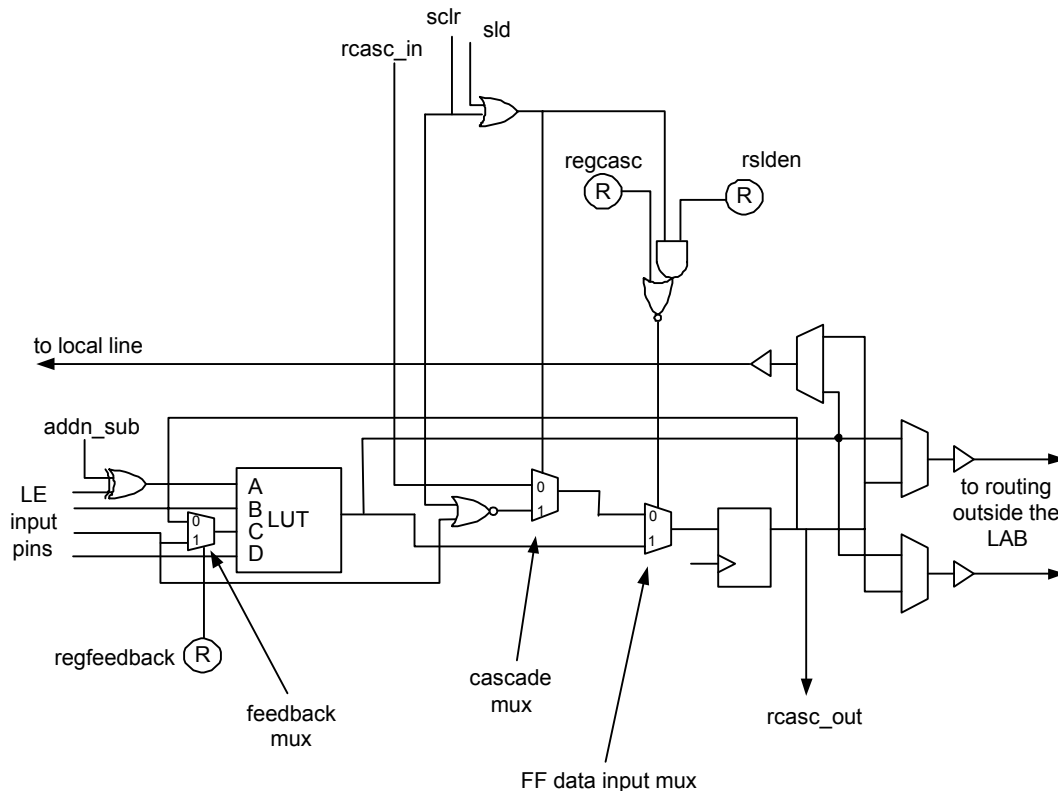 sclr
sld
rcasc_in
regcasc
rslden
R
R
to local line
addn_sub
LE
input
pins
A
B
C
D
LUT
0
1
0
1
0
1
to routing
outside the
LAB
regfeedback
R
feedback
mux
cascade
mux
rcasc_out
FF data input mux